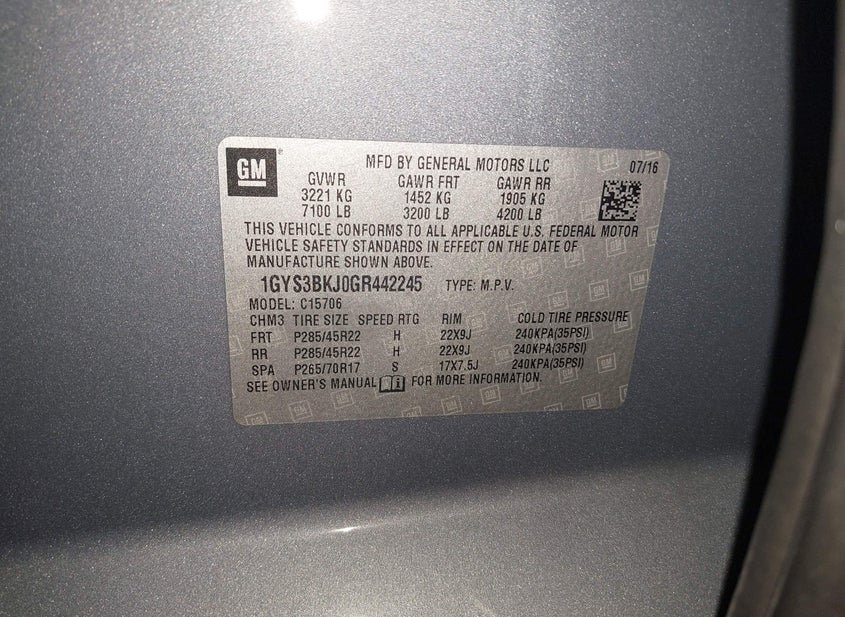 GM
MFD BY GENERAL MOTORS LLC 07/16
GVWR GAWR FRT GAWR RR
3221 KG 1452 KG 1905 KG
7100 LB 3200 LB 4200 LB
THIS VEHICLE CONFORMS TO ALL APPLICABLE U.S. FEDERAL MOTOR
VEHICLE SAFETY STANDARDS IN EFFECT ON THE DATE OF
MANUFACTURE SHOWN ABOVE.
1GYS3BKJ0GR442245 TYPE: M.P.V.
MODEL: C15706
CHM3 TIRE SIZE SPEED RTG RIM COLD TIRE PRESSURE
FRT P285/45R22 H 22X9J 240KPA(35PSI)
RR P285/45R22 H 22X9J 240KPA(35PSI)
SPA P265/70R17 S 17X7.5J 240KPA(35PSI)
SEE OWNER'S MANUAL FOR MORE INFORMATION.